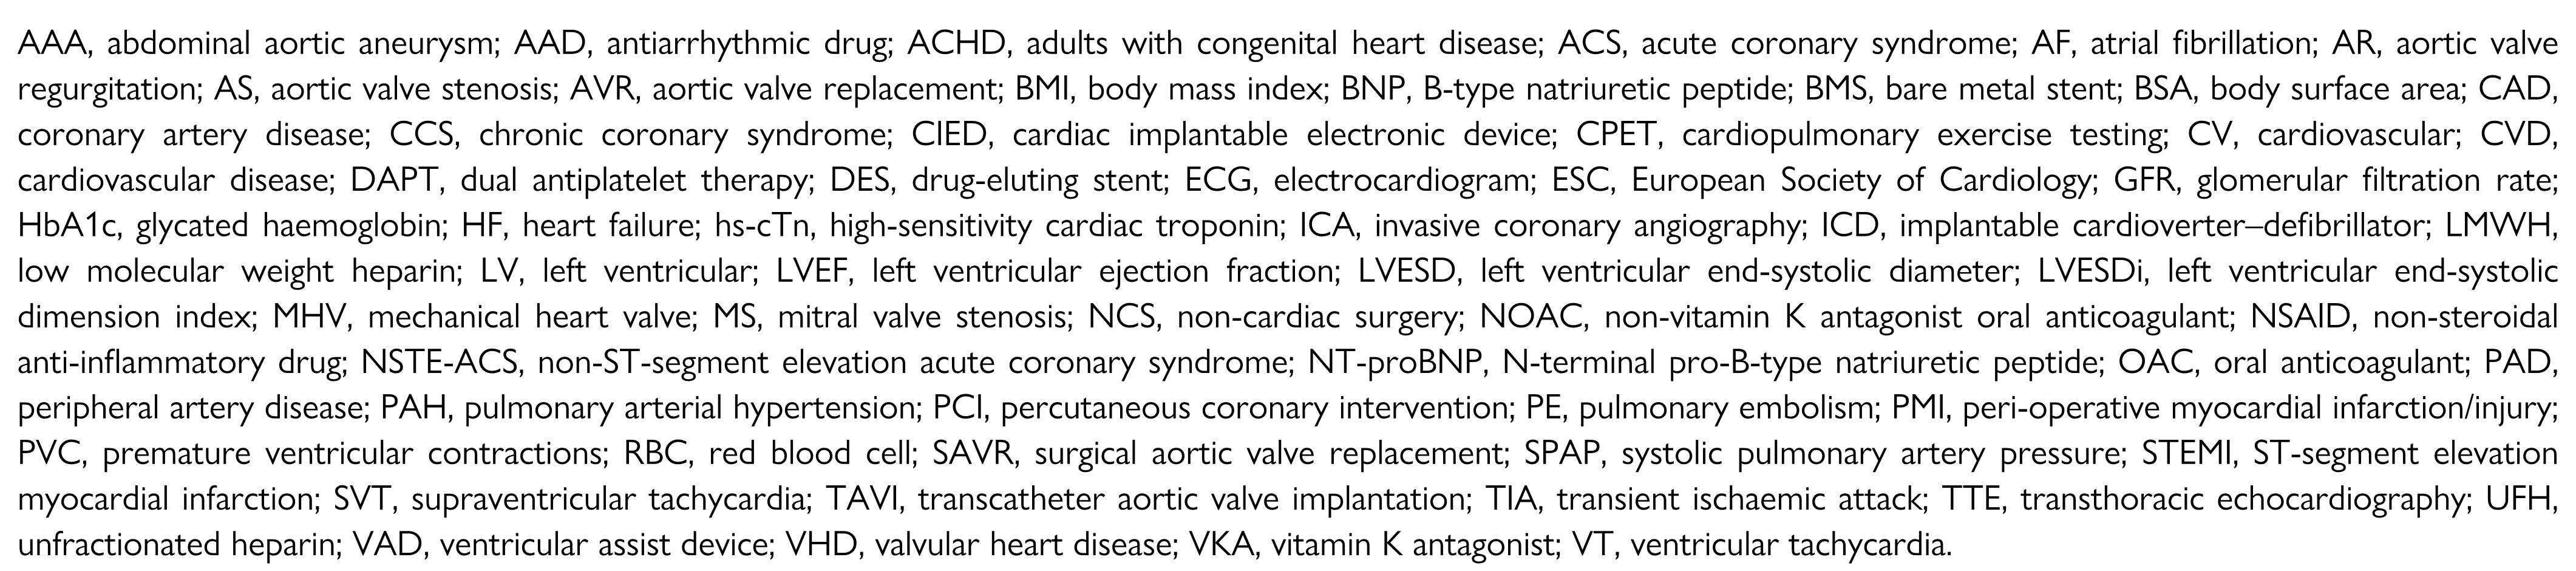 AAA, abdominal aortic aneurysm; AAD, antiarrhythmic drug; ACHD, adults with congenital heart disease; ACS, acute coronary syndrome; AF, atrial fibrillation; AR, aortic valve
regurgitation; AS, aortic valve stenosis; AVR, aortic valve replacement; BMI, body mass index; BNP, B-type natriuretic peptide; BMS, bare metal stent; BSA, body surface area; CAD,
coronary artery disease; CCS, chronic coronary syndrome; CIED, cardiac implantable electronic device; CPET, cardiopulmonary exercise testing; CV, cardiovascular; CVD,
cardiovascular disease; DAPT, dual antiplatelet therapy; DES, drug-eluting stent; ECG, electrocardiogram; ESC, European Society of Cardiology; GFR, glomerular filtration rate;
HbA1c, glycated haemoglobin; HF, heart failure; hs-cTn, high-sensitivity cardiac troponin; ICA, invasive coronary angiography; ICD, implantable cardioverter–defibrillator; LMWH,
low molecular weight heparin; LV, left ventricular; LVEF, left ventricular ejection fraction; LVESD, left ventricular end-systolic diameter; LVESDi, left ventricular end-systolic
dimension index; MHV, mechanical heart valve; MS, mitral valve stenosis; NCS, non-cardiac surgery; NOAC, non-vitamin K antagonist oral anticoagulant; NSAID, non-steroidal
anti-inflammatory drug; NSTE-ACS, non-ST-segment elevation acute coronary syndrome; NT-proBNP, N-terminal pro-B-type natriuretic peptide; OAC, oral anticoagulant; PAD,
peripheral artery disease; PAH, pulmonary arterial hypertension; PCI, percutaneous coronary intervention; PE, pulmonary embolism; PMI, peri-operative myocardial infarction/injury;
PVC, premature ventricular contractions; RBC, red blood cell; SAVR, surgical aortic valve replacement; SPAP, systolic pulmonary artery pressure; STEMI, ST-segment elevation
myocardial infarction; SVT, supraventricular tachycardia; TAVI, transcatheter aortic valve implantation; TIA, transient ischaemic attack; TTE, transthoracic echocardiography; UFH,
unfractionated heparin; VAD, ventricular assist device; VHD, valvular heart disease; VKA, vitamin K antagonist; VT, ventricular tachycardia.